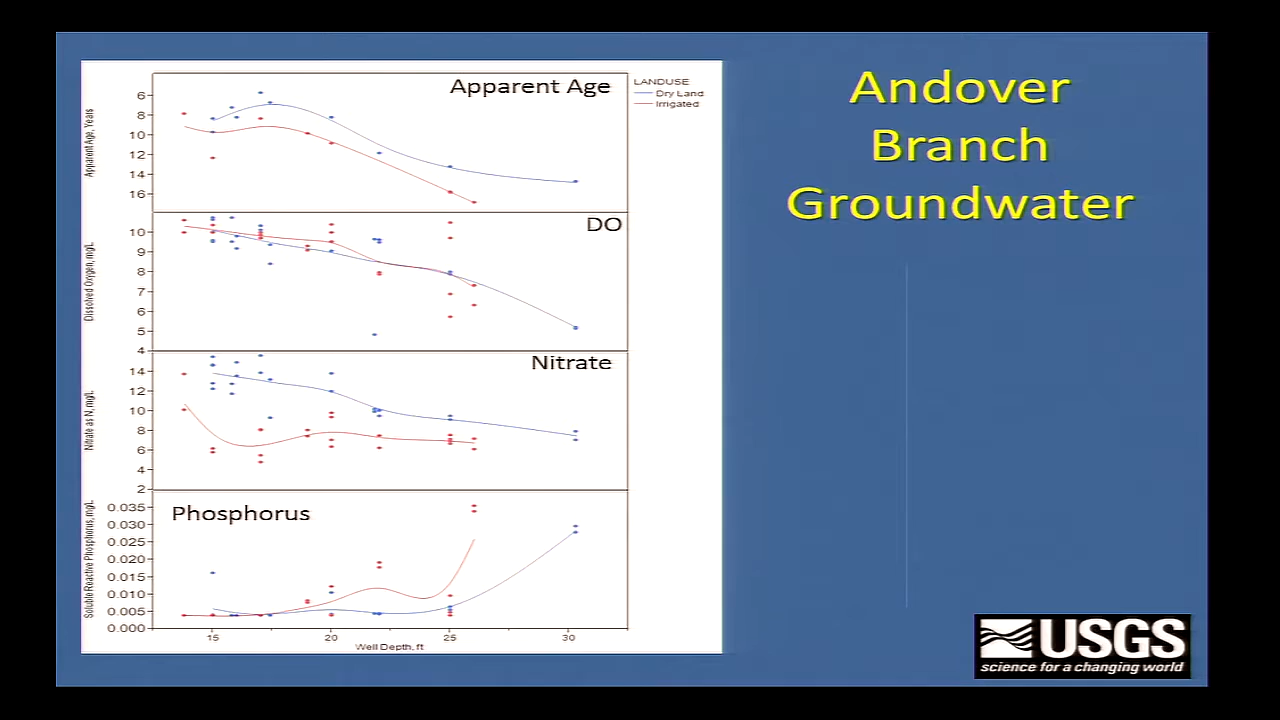 Andover
Branch
Groundwater
Apparent Age
LANDUSE
Dry Land
Irrigated
Apparent Age, Years
6
8
10
12
14
16
DO
Dissolved Oxygen, mg/L
10
9
8
7
6
5
4
Nitrate
Nitrate as N, mg/L
14
12
10
8
6
4
2
Phosphorus
Soluble Reactive Phosphorus, mg/L
0.035
0.030
0.025
0.020
0.015
0.010
0.005
0.000
15 20 25 30
Well Depth, ft
USGS
science for a changing world